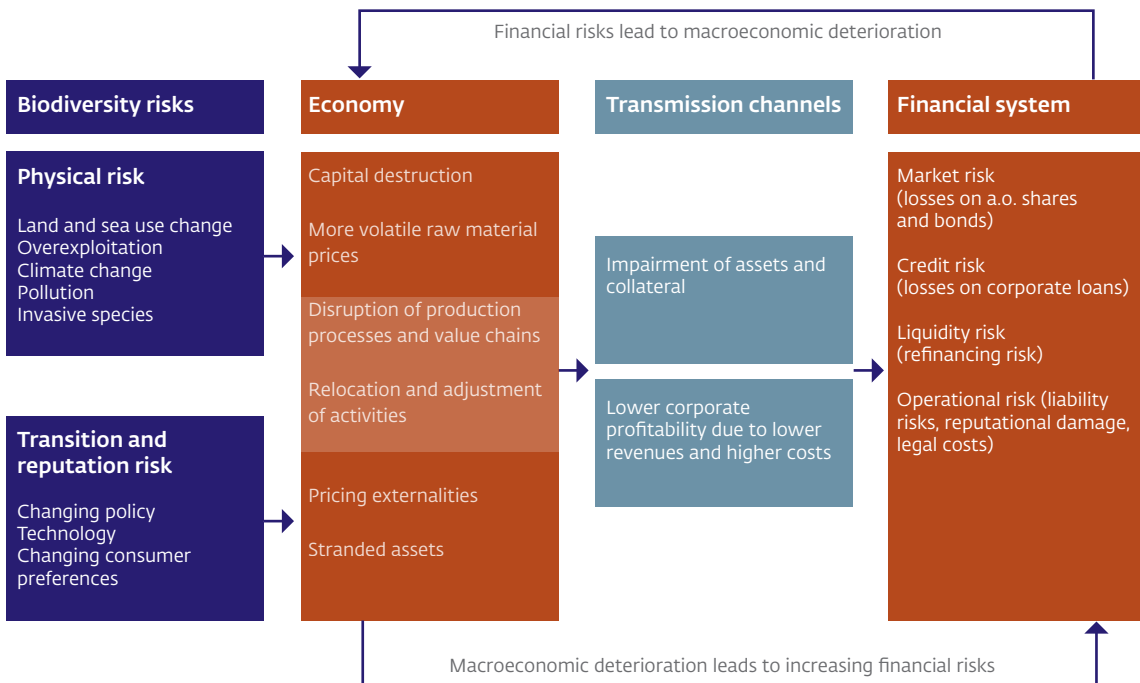 Financial risks lead to macroeconomic deterioration
Biodiversity risks
Economy
Transmission channels
Financial system
Physical risk
Land and sea use change
Overexploitation
Climate change
Pollution
Invasive species
Transition and
reputation risk
Changing policy
Technology
Changing consumer
preferences
Capital destruction
More volatile raw material
prices
Disruption of production
processes and value chains
Relocation and adjustment
of activities
Pricing externalities
Stranded assets
Impairment of assets and
collateral
Lower corporate
profitability due to lower
revenues and higher costs
Market risk
(losses on a.o. shares
and bonds)
Credit risk
(losses on corporate loans)
Liquidity risk
(refinancing risk)
Operational risk (liability
risks, reputational damage,
legal costs)
Macroeconomic deterioration leads to increasing financial risks